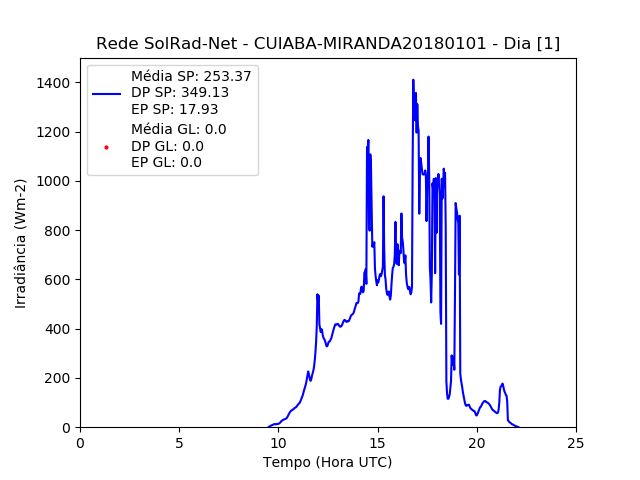 Rede SolRad-Net - CUIABA-MIRANDA20180101 - Dia [1]
Média SP: 253.37
DP SP: 349.13
EP SP: 17.93
Média GL: 0.0
DP GL: 0.0
EP GL: 0.0
1400
1200
1000
800
600
400
200
0
Irradiância (Wm-2)
0 5 10 15 20 25
Tempo (Hora UTC)